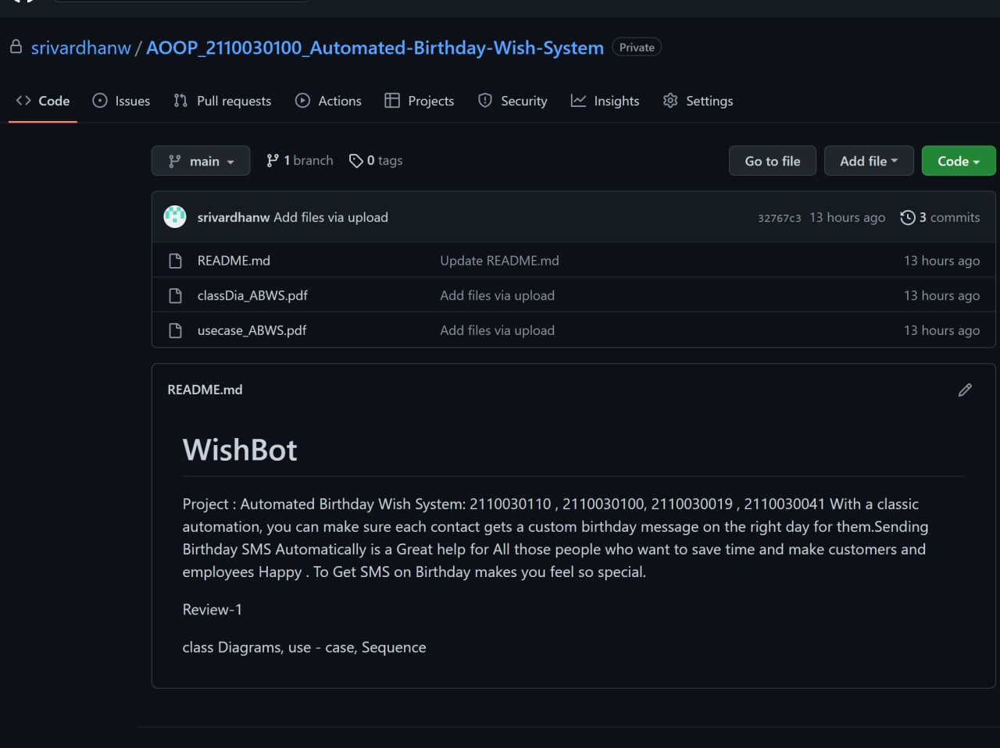 srivardhanw / AOOP_2110030100_Automated-Birthday-Wish-System Private
Code Issues Pull requests Actions Projects Security Insights Settings
main 1 branch 0 tags Go to file Add file Code
srivardhanw Add files via upload 32767c3 13 hours ago 3 commits
README.md Update README.md 13 hours ago
classDia_ABWS.pdf Add files via upload 13 hours ago
usecase_ABWS.pdf Add files via upload 13 hours ago
README.md
WishBot
Project : Automated Birthday Wish System: 2110030110 , 2110030100, 2110030019 , 2110030041 With a classic
automation, you can make sure each contact gets a custom birthday message on the right day for them.Sending
Birthday SMS Automatically is a Great help for All those people who want to save time and make customers and
employees Happy . To Get SMS on Birthday makes you feel so special.
Review-1
class Diagrams, use - case, Sequence